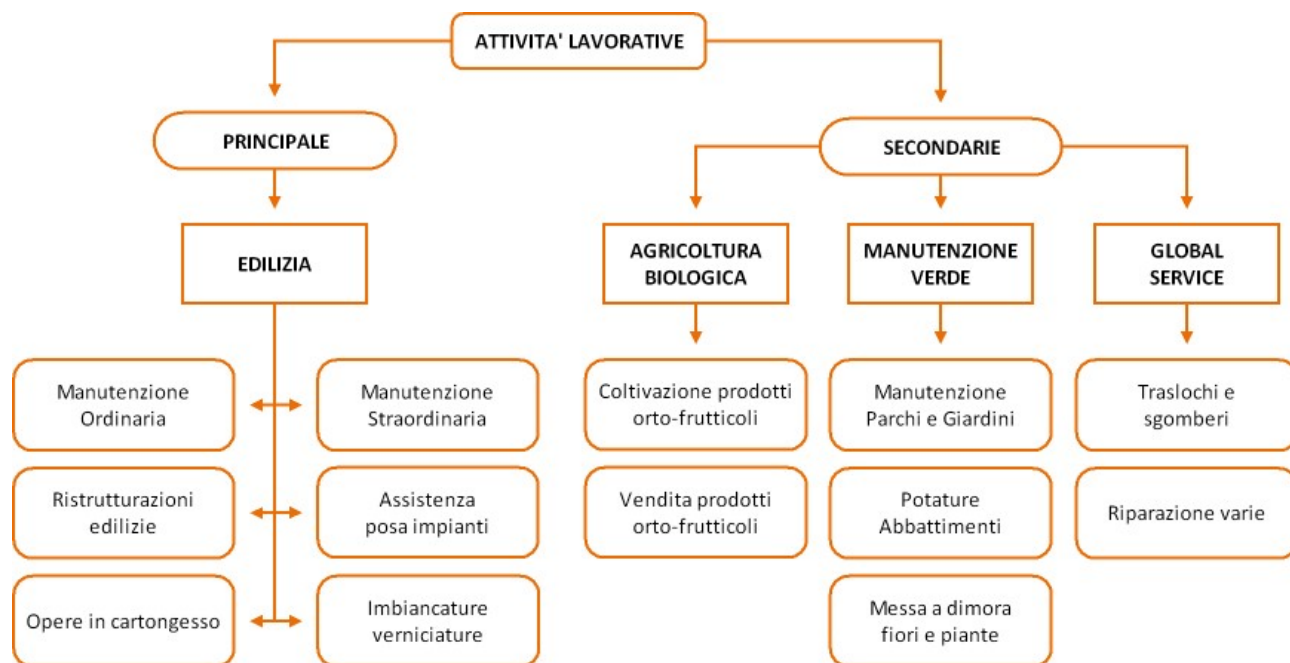 ATTIVITA' LAVORATIVE
PRINCIPALE
SECONDARIE
EDILIZIA
AGRICOLTURA
BIOLOGICA
MANUTENZIONE
VERDE
GLOBAL
SERVICE
Manutenzione
Ordinaria
Manutenzione
Straordinaria
Coltivazione prodotti
orto-frutticoli
Manutenzione
Parchi e Giardini
Traslochi e
sgomberi
Ristrutturazioni
edilizie
Assistenza
posa impianti
Vendita prodotti
orto-frutticoli
Potature
Abbattimenti
Riparazione varie
Opere in cartongesso
Imbiancature
verniciature
Messa a dimora
fiori e piante